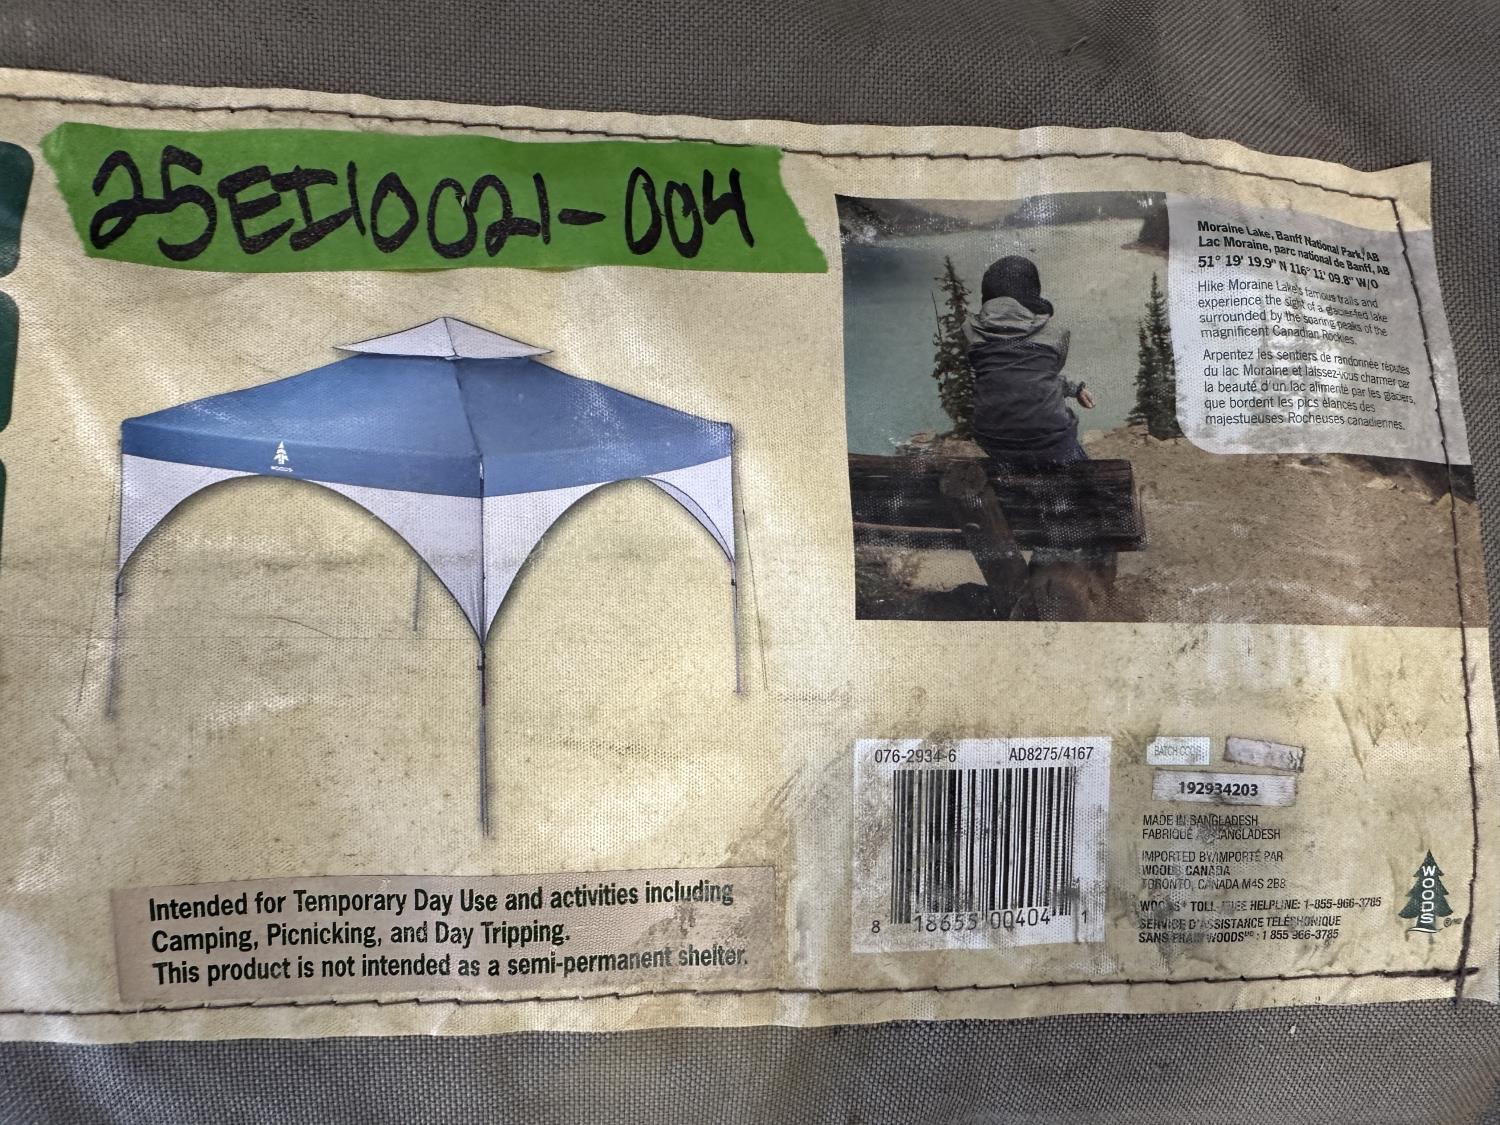 25EI10021-004
WOODS
Moraine Lake, Banff National Park, AB
Lac Moraine, parc national de Banff, AB
51° 19' 19.9" N 116° 11' 09.8" W/O
Hike Moraine Lake's famous trails and
experience the sight of a glacier-fed lake
surrounded by the soaring peaks of the
magnificent Canadian Rockies.
Arpentez les sentiers de randonnée réputés
du lac Moraine et laissez-vous charmer par
la beauté d'un lac alimenté par les glaciers,
que bordent les pics élancés des
majestueuses Rocheuses canadiennes.
Intended for Temporary Day Use and activities including
Camping, Picnicking, and Day Tripping.
This product is not intended as a semi-permanent shelter.
076-2934-6 AD8275/4167
8 18655 00404 1
BATCH CODE
192934203
MADE IN BANGLADESH
FABRIQUÉ BANGLADESH
IMPORTED BY/IMPORTÉ PAR
WOODS CANADA
TORONTO, CANADA M4S 2B8
WOODS® TOLL-FREE HELPLINE: 1-855-966-3785
SERVICE D'ASSISTANCE TÉLÉPHONIQUE
SANS FRAIS WOODS : 1 855 966-3785
WOODS